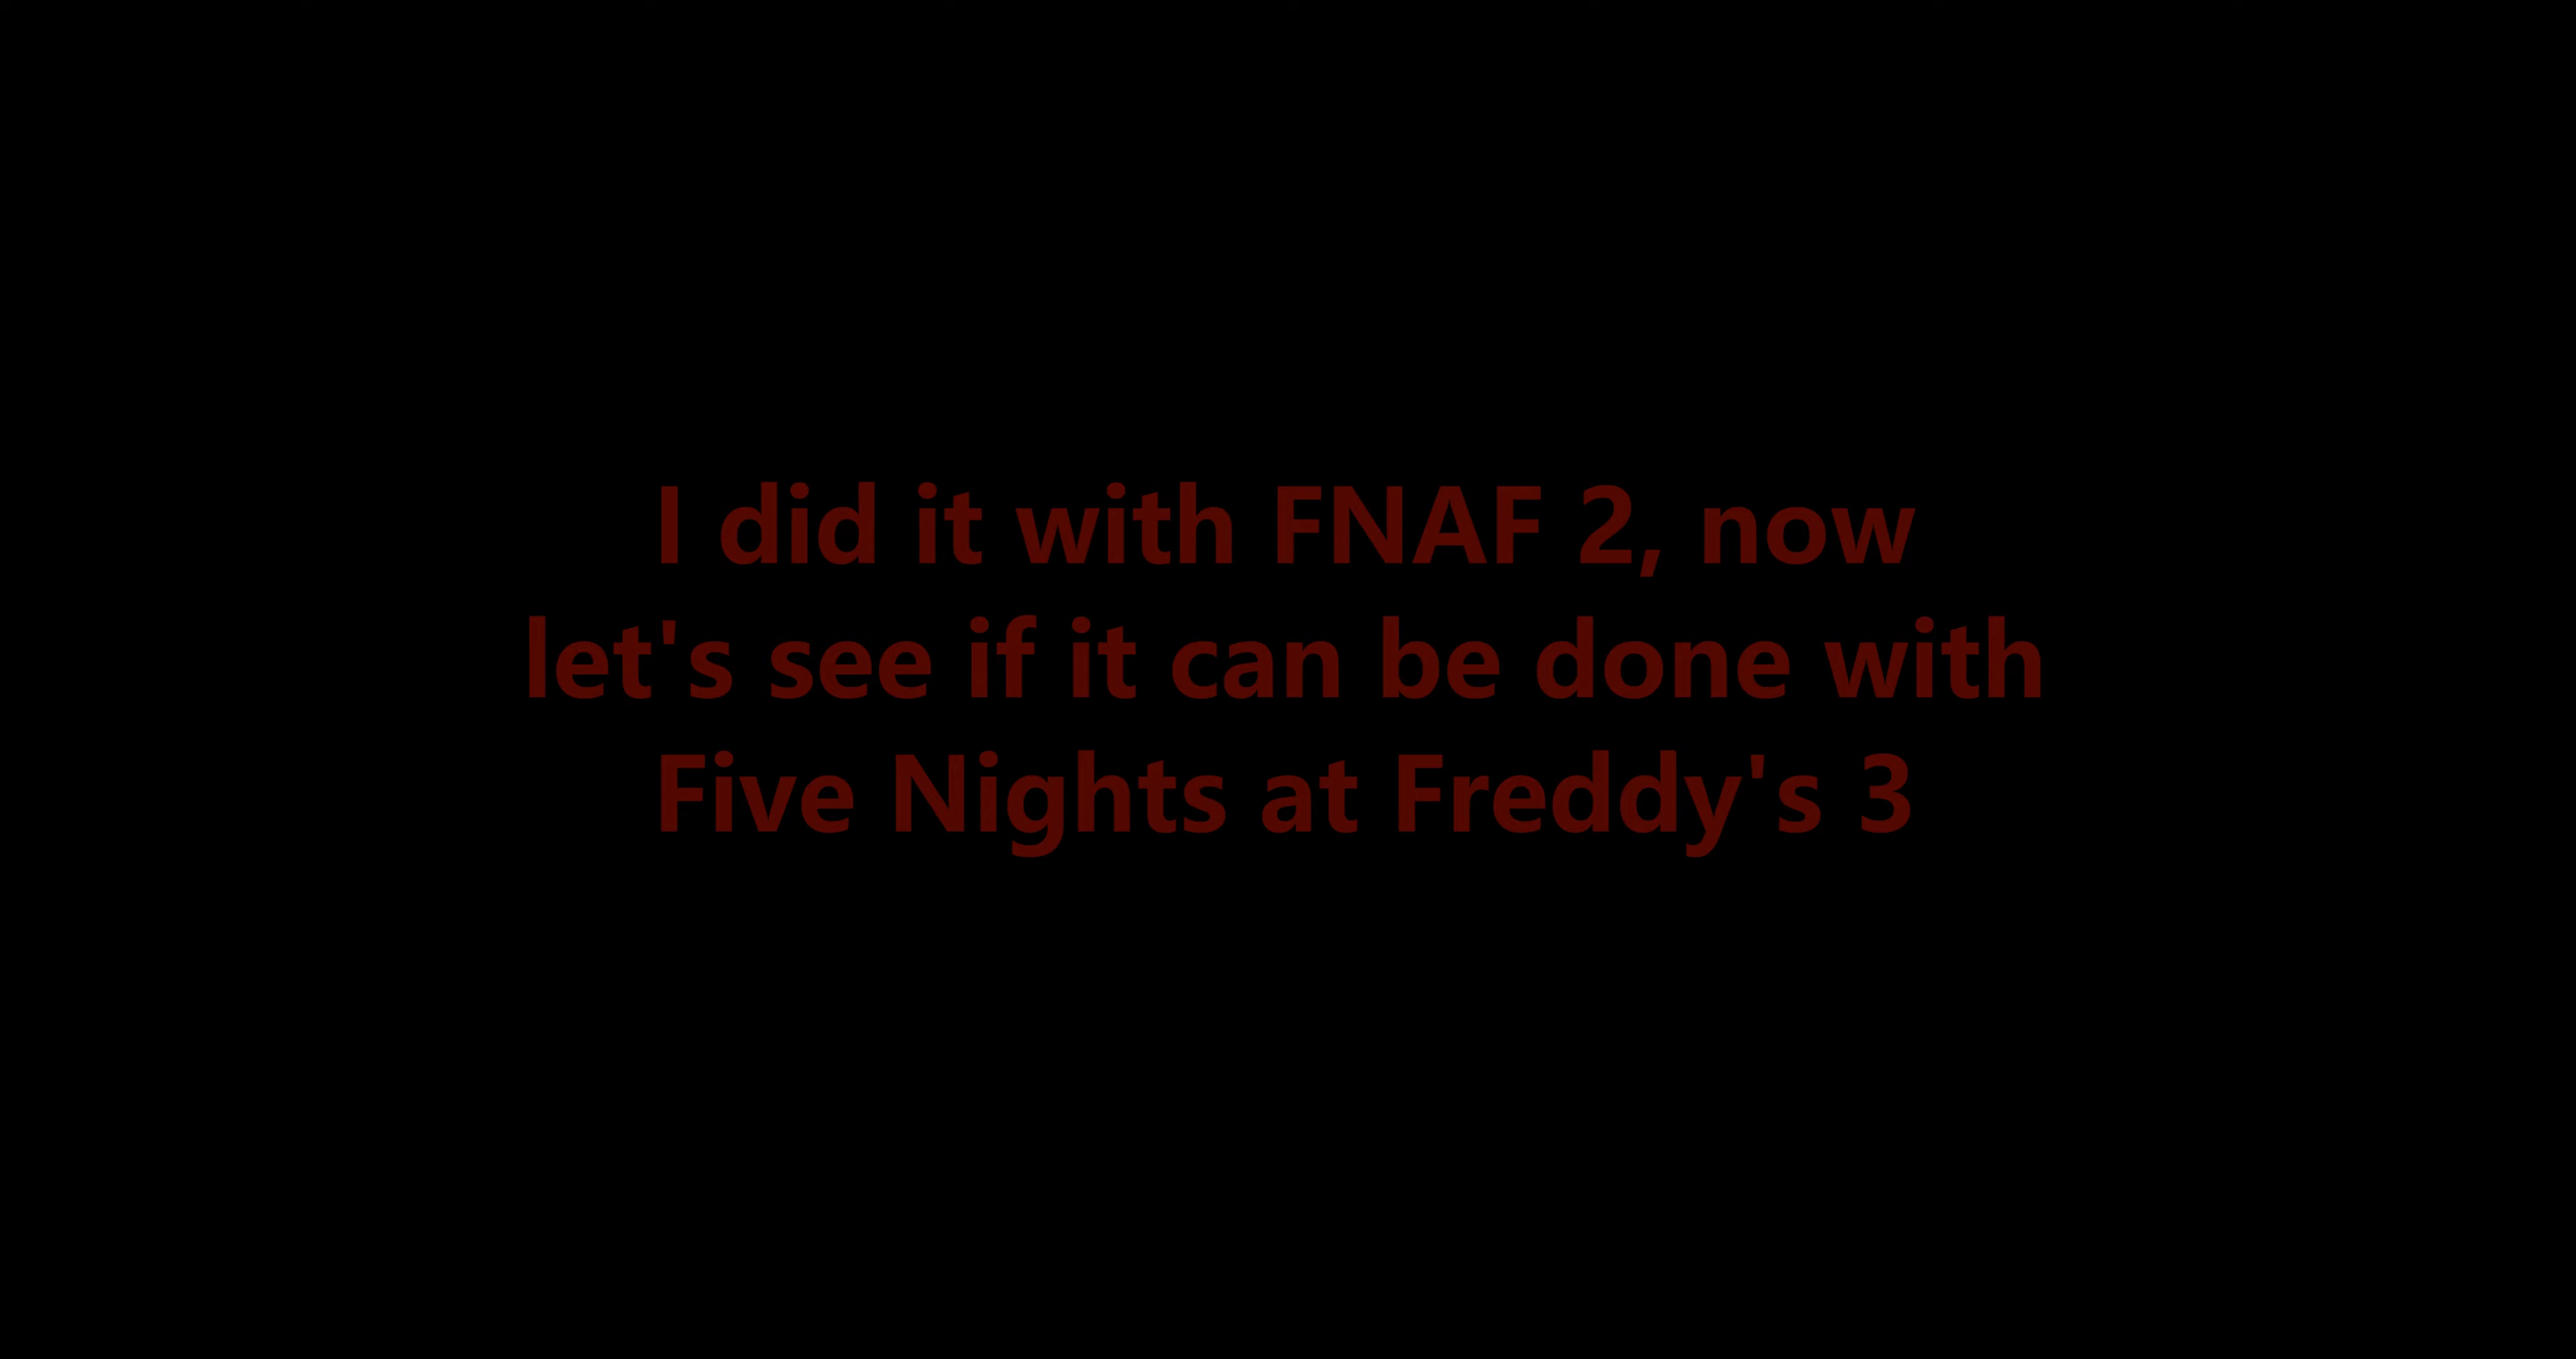 I did it with FNAF 2, now
let's see if it can be done with
Five Nights at Freddy's 3